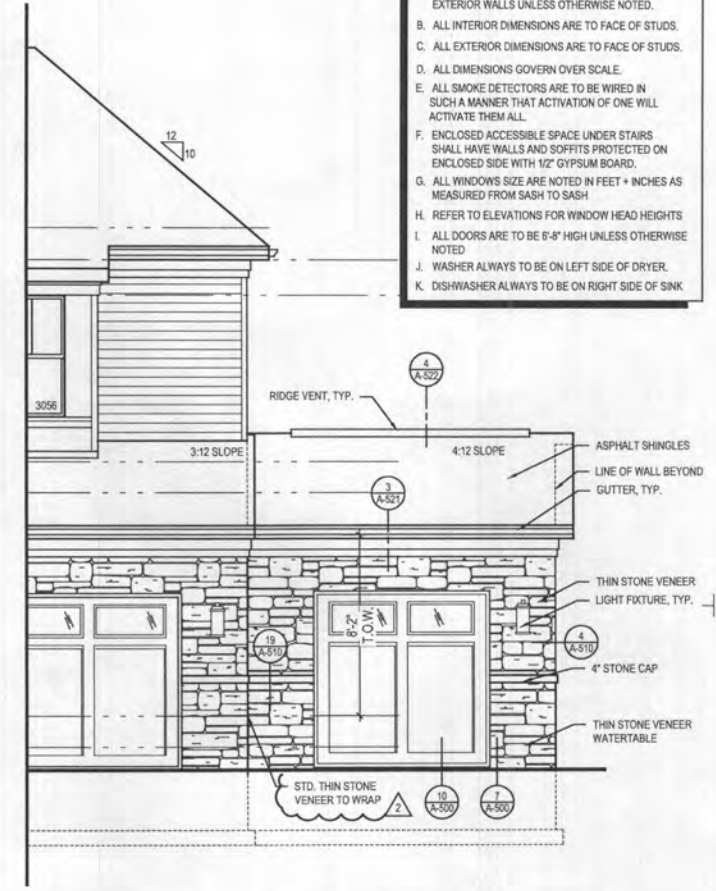 EXTERIOR WALLS UNLESS OTHERWISE NOTED.
B. ALL INTERIOR DIMENSIONS ARE TO FACE OF STUDS.
C. ALL EXTERIOR DIMENSIONS ARE TO FACE OF STUDS.
D. ALL DIMENSIONS GOVERN OVER SCALE.
E. ALL SMOKE DETECTORS ARE TO BE WIRED IN
SUCH A MANNER THAT ACTIVATION OF ONE WILL
ACTIVATE THEM ALL.
F. ENCLOSED ACCESSIBLE SPACE UNDER STAIRS
SHALL HAVE WALLS AND SOFFITS PROTECTED ON
ENCLOSED SIDE WITH 1/2" GYPSUM BOARD.
G. ALL WINDOWS SIZE ARE NOTED IN FEET + INCHES AS
MEASURED FROM SASH TO SASH
H. REFER TO ELEVATIONS FOR WINDOW HEAD HEIGHTS
I. ALL DOORS ARE TO BE 6'-8" HIGH UNLESS OTHERWISE
NOTED
J. WASHER ALWAYS TO BE ON LEFT SIDE OF DRYER.
K. DISHWASHER ALWAYS TO BE ON RIGHT SIDE OF SINK
12
10
4
A-522
RIDGE VENT, TYP.
3056
3:12 SLOPE
4:12 SLOPE
ASPHALT SHINGLES
LINE OF WALL BEYOND
GUTTER, TYP.
3
A-521
THIN STONE VENEER
LIGHT FIXTURE, TYP.
8'-2"
T.O.W.
19
A-510
4
A-510
4" STONE CAP
THIN STONE VENEER
WATERTABLE
STD. THIN STONE
VENEER TO WRAP
2
10
A-500
7
A-500